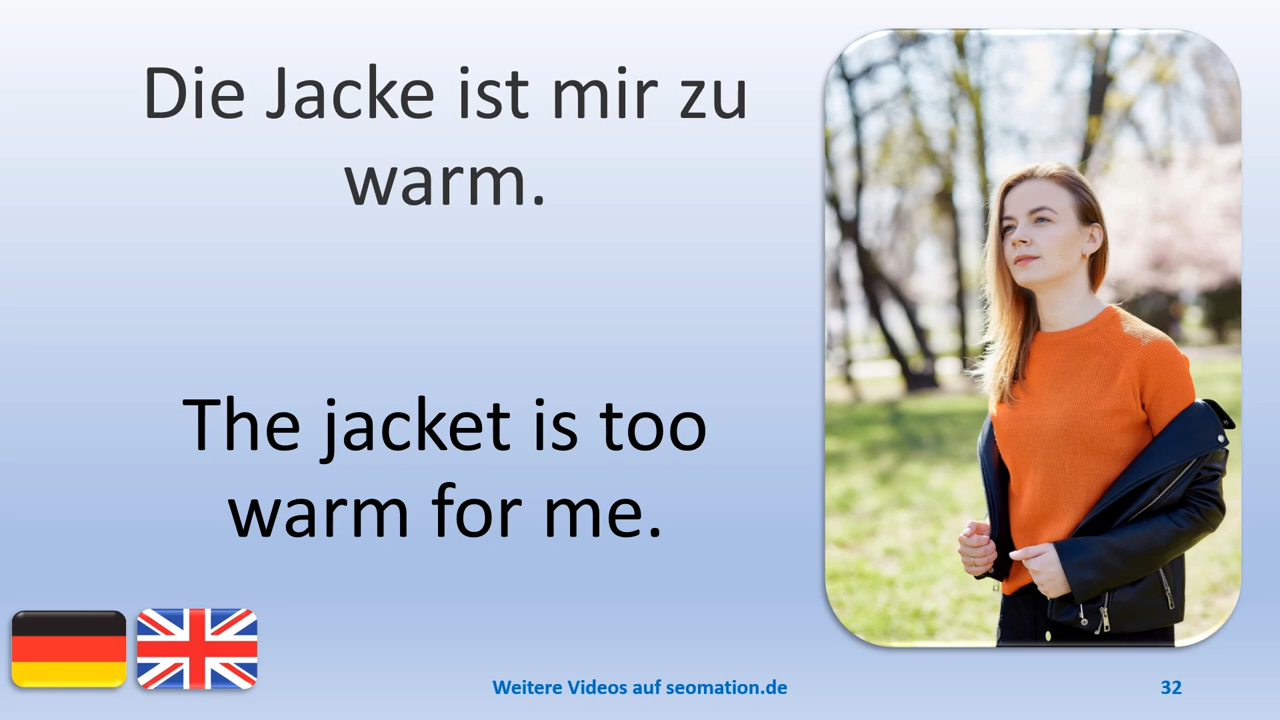 Die Jacke ist mir zu
warm.
The jacket is too
warm for me.
Weitere Videos auf seomation.de
32